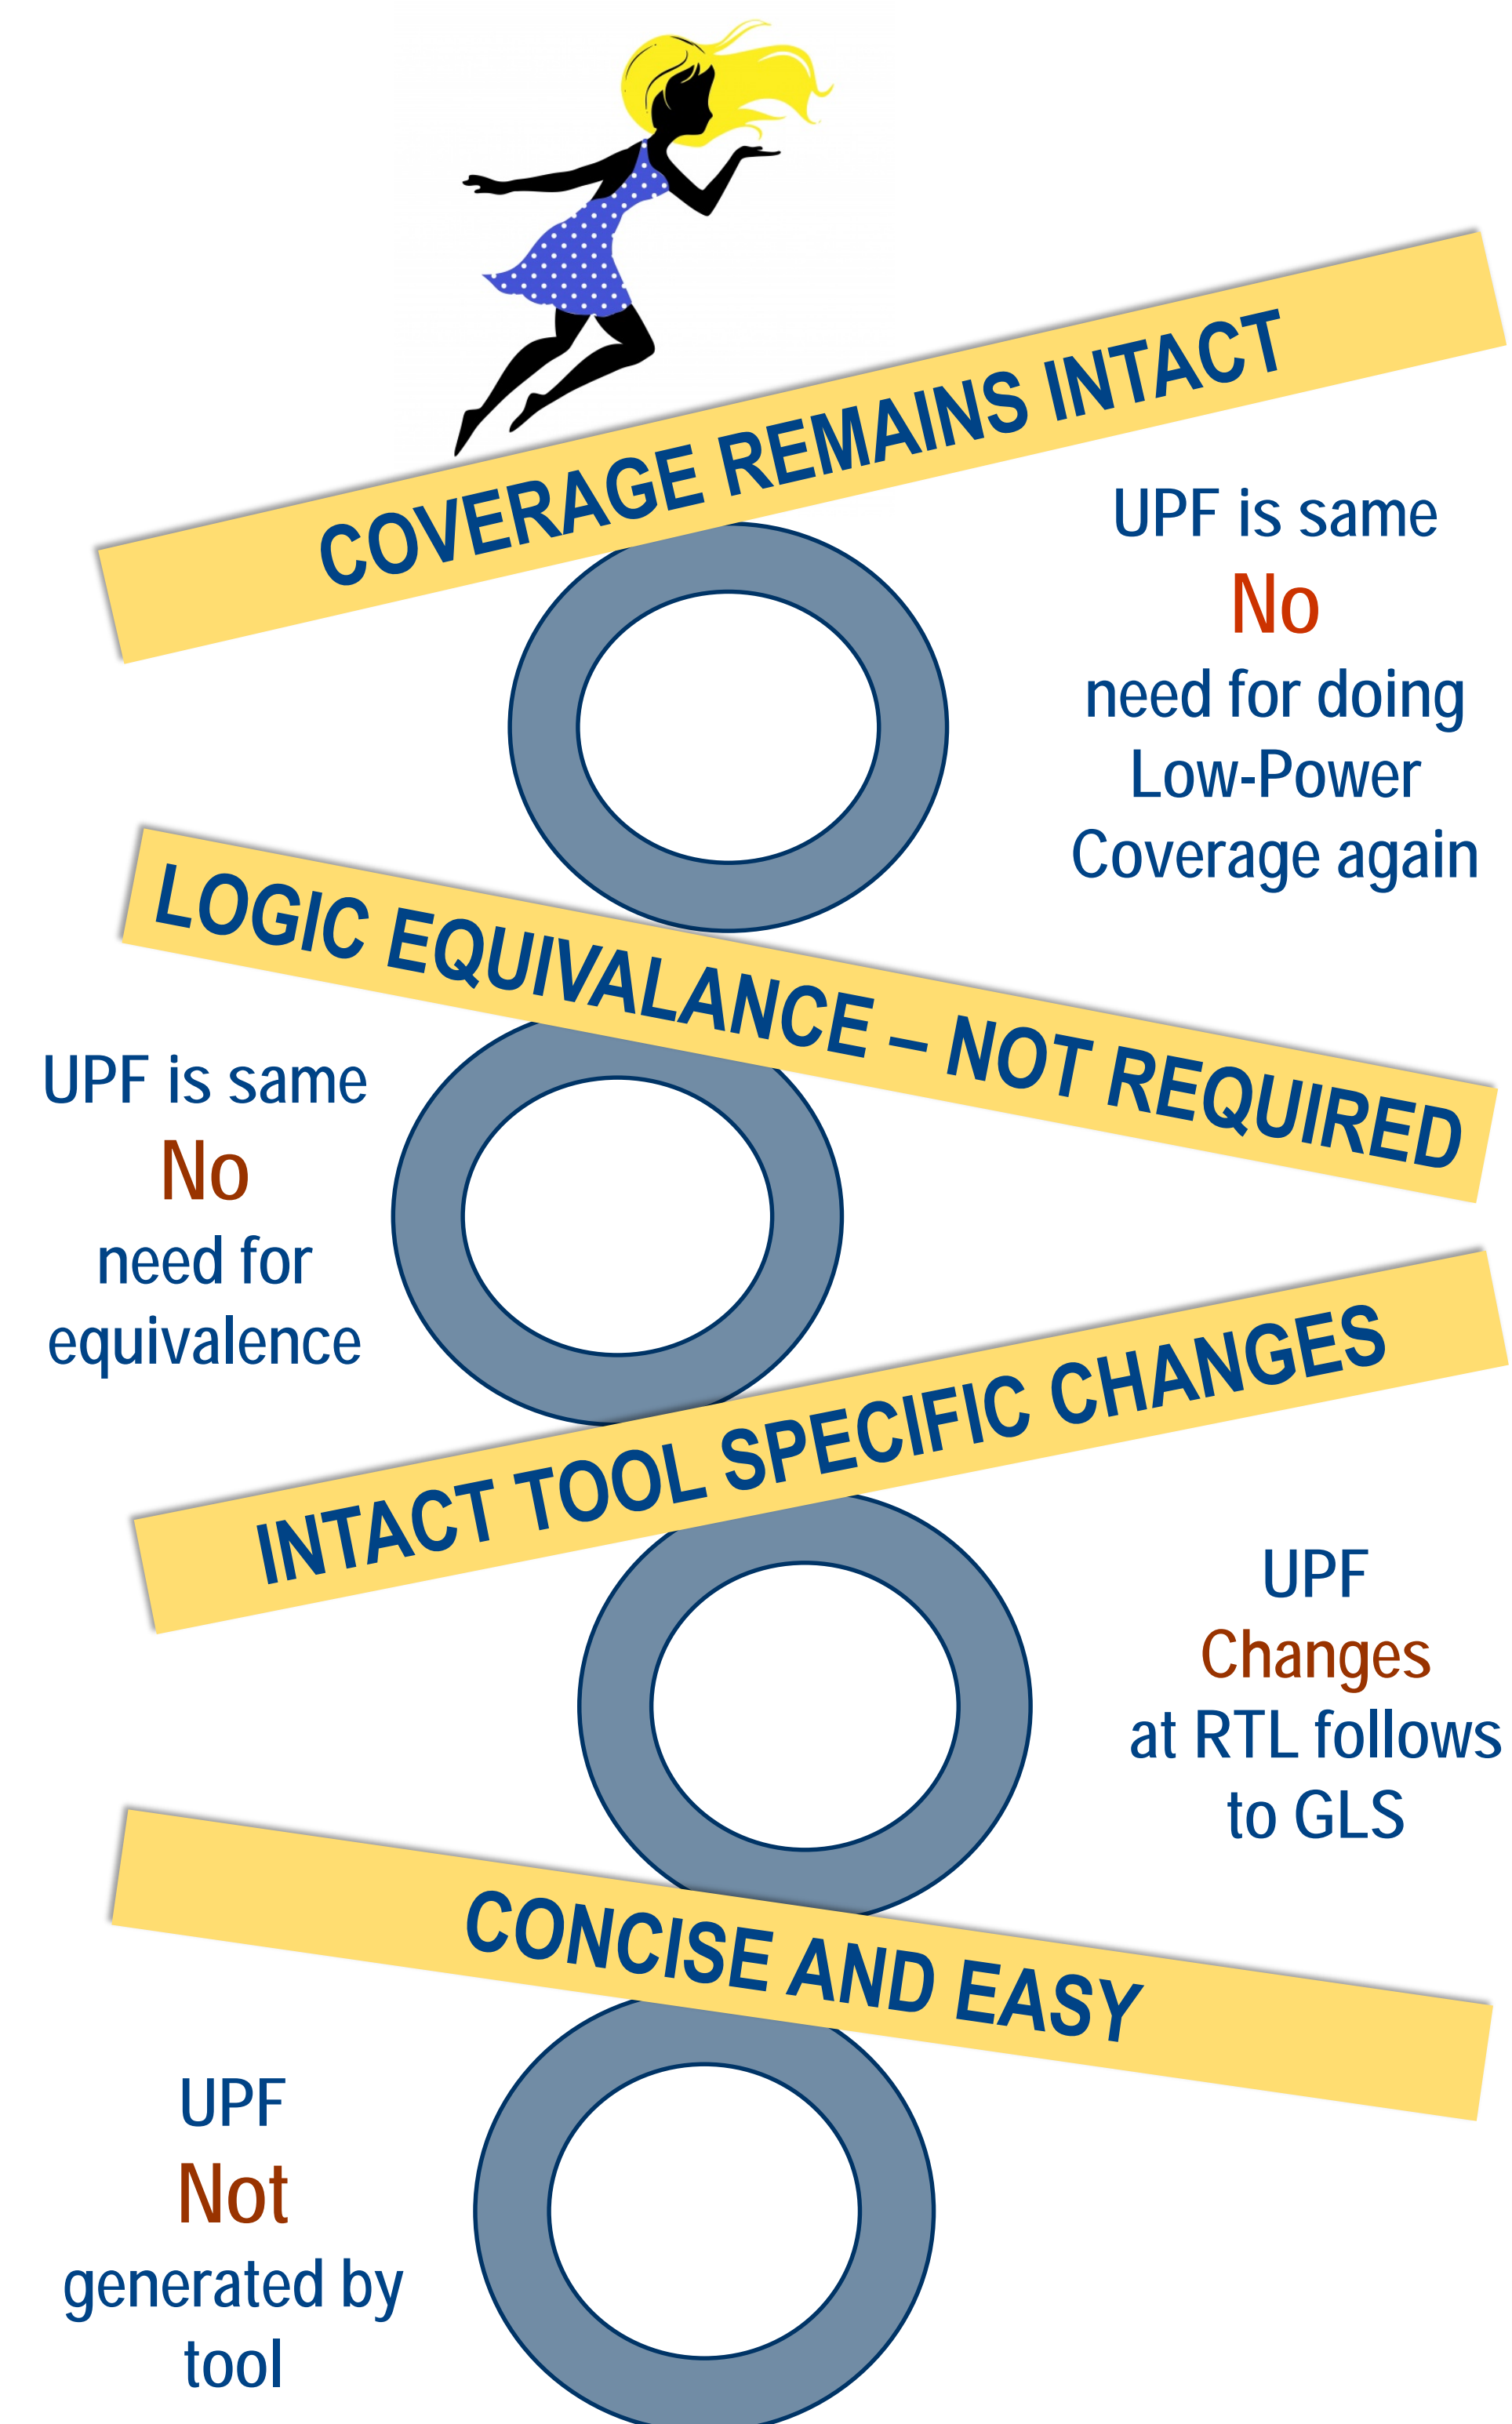 COVERAGE REMAINS INTACT
UPF is same
No
need for doing
Low-Power
Coverage again
LOGIC EQUIVALANCE – NOT REQUIRED
UPF is same
No
need for
equivalence
INTACT TOOL SPECIFIC CHANGES
UPF
Changes
at RTL follows
to GLS
CONCISE AND EASY
UPF
Not
generated by
tool